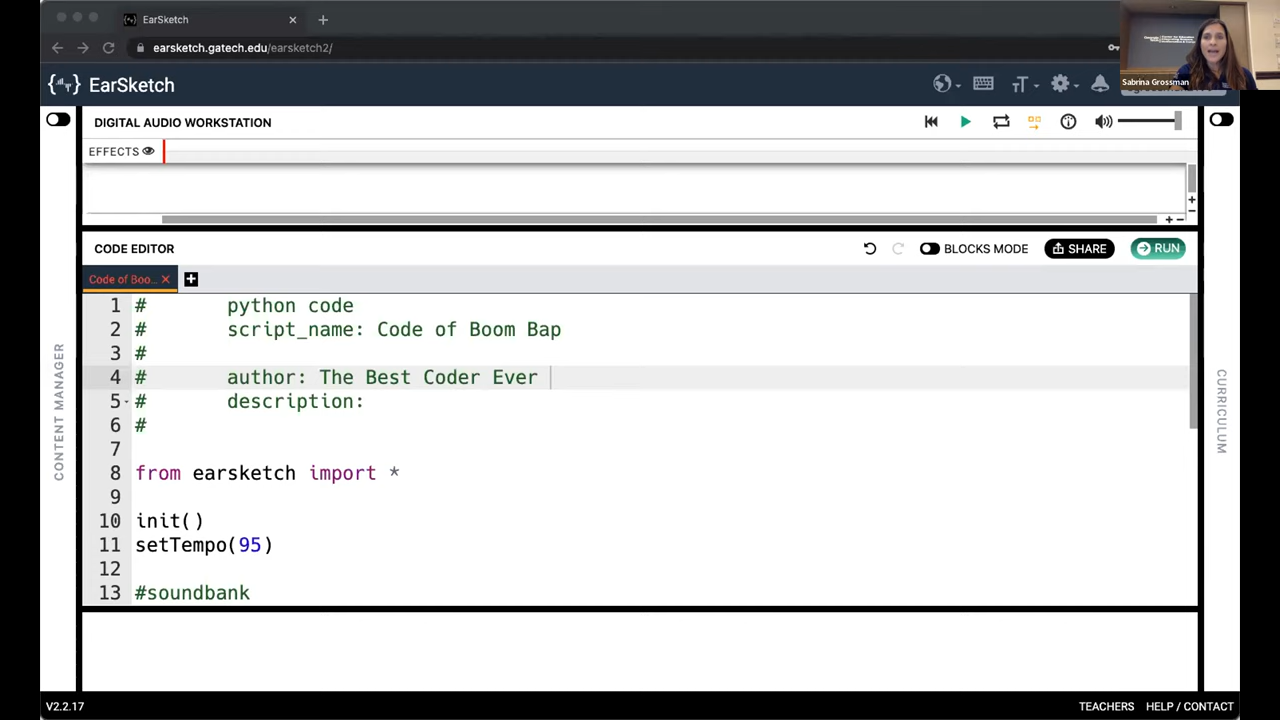 EarSketch
earsketch.gatech.edu/earsketch2/
Sabrina Grossman
EarSketch
DIGITAL AUDIO WORKSTATION
EFFECTS
CODE EDITOR
BLOCKS MODE
SHARE
RUN
Code of Boo...
1 # python code
2 # script_name: Code of Boom Bap
3 #
4 # author: The Best Coder Ever
5 # description:
6 #
7
8 from earsketch import *
9
10 init()
11 setTempo(95)
12
13 #soundbank
CONTENT MANAGER
CURRICULUM
V2.2.17
TEACHERS
HELP / CONTACT